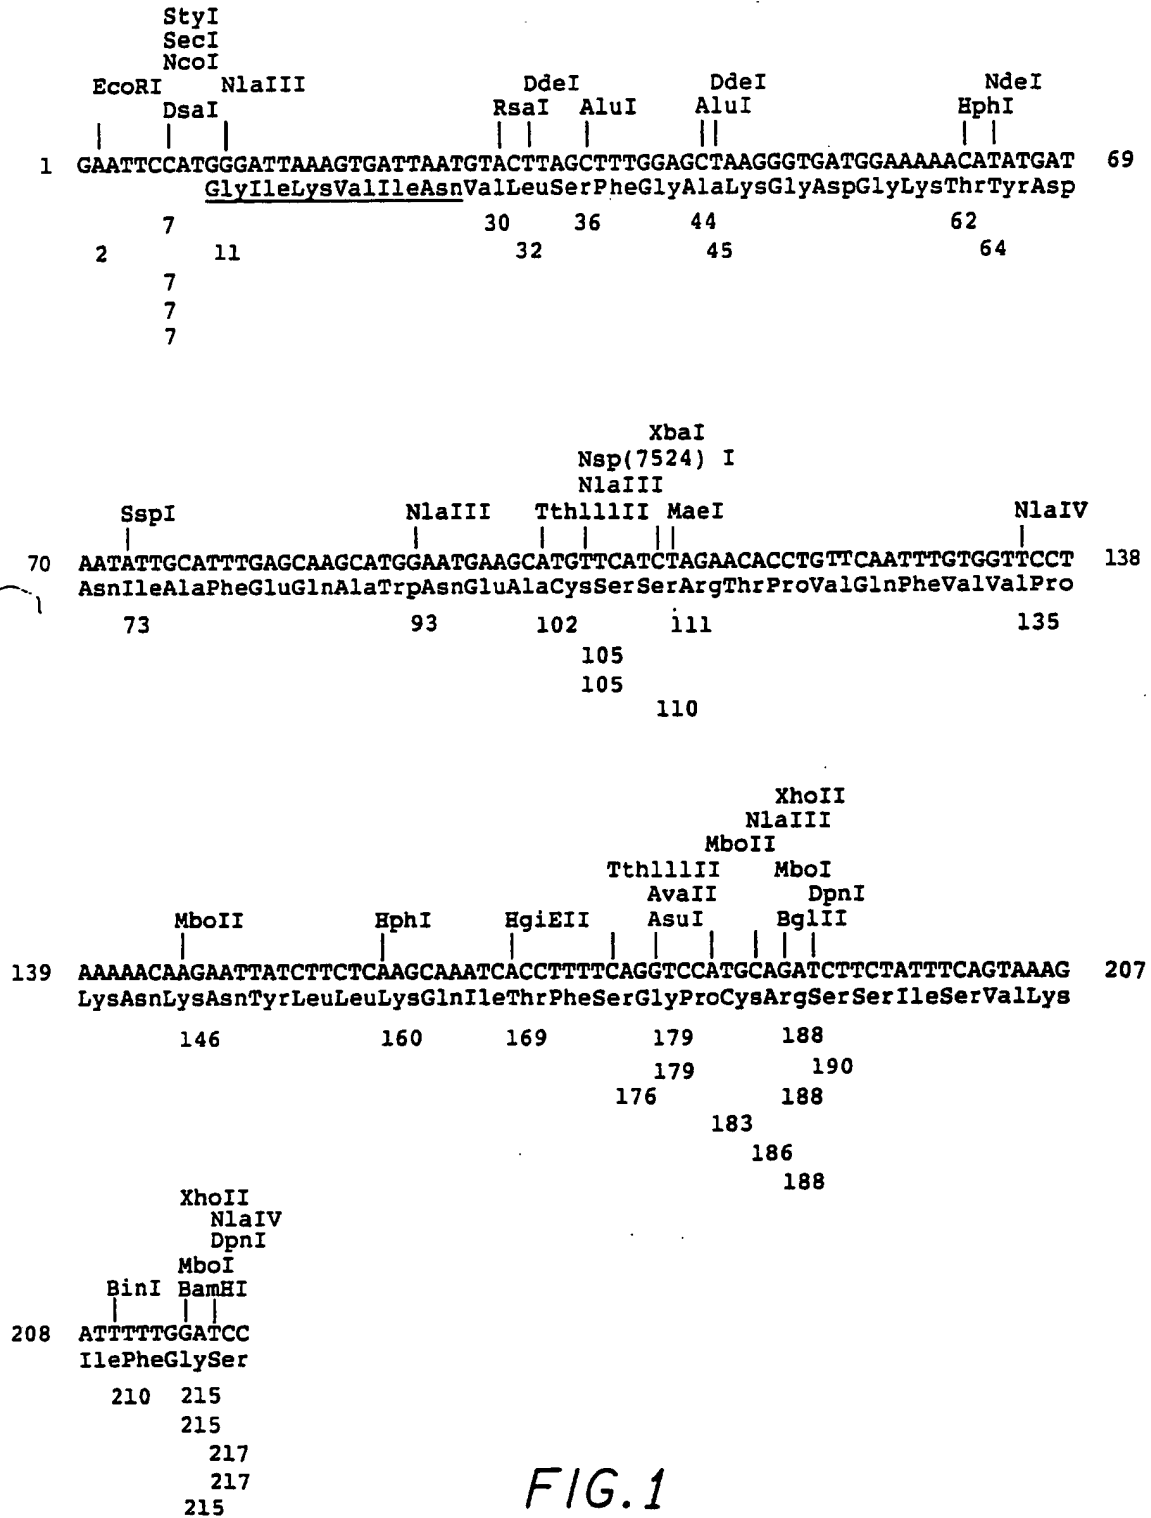 StyI
SecI
NcoI
EcoRI NlaIII DdeI DdeI NdeI
DsaI RsaI AluI AluI HphI
1 GAATTCCATGGGATTAAAGTGATTAATGTACTTAGCTTTGGAGCTAAGGGTGATGGAAAAACATATGAT 69
GlyIleLysValIleAsnValLeuSerPheGlyAlaLysGlyAspGlyLysThrTyrAsp
7 30 36 44 62
2 11 32 45 64
7
7
7
XbaI
Nsp(7524) I
NlaIII
SspI NlaIII Tth111II MaeI NlaIV
70 AATATTGCATTTGAGCAAGCATGGAATGAAGCATGTTCATCTAGAACACCTGTTCAATTTGTGGTTCCT 138
AsnIleAlaPheGluGlnAlaTrpAsnGluAlaCysSerSerArgThrProValGlnPheValValPro
73 93 102 111 135
105
105
110
XhoII
NlaIII
MboII
Tth111II MboI
AvaII DpnI
MboII HphI HgiEII AsuI BglII
139 AAAAACAAGAATTATCTTCTCAAGCAAATCACCTTTTCAGGTCCATGCAGATCTTCTATTTCAGTAAAG 207
LysAsnLysAsnTyrLeuLeuLysGlnIleThrPheSerGlyProCysArgSerSerIleSerValLys
146 160 169 179 188
179 190
176 188
183
186
188
XhoII
NlaIV
DpnI
MboI
BinI BamHI
208 ATTTTTGGATCC
IlePheGlySer
210 215
215
217
217
215
FIG.1